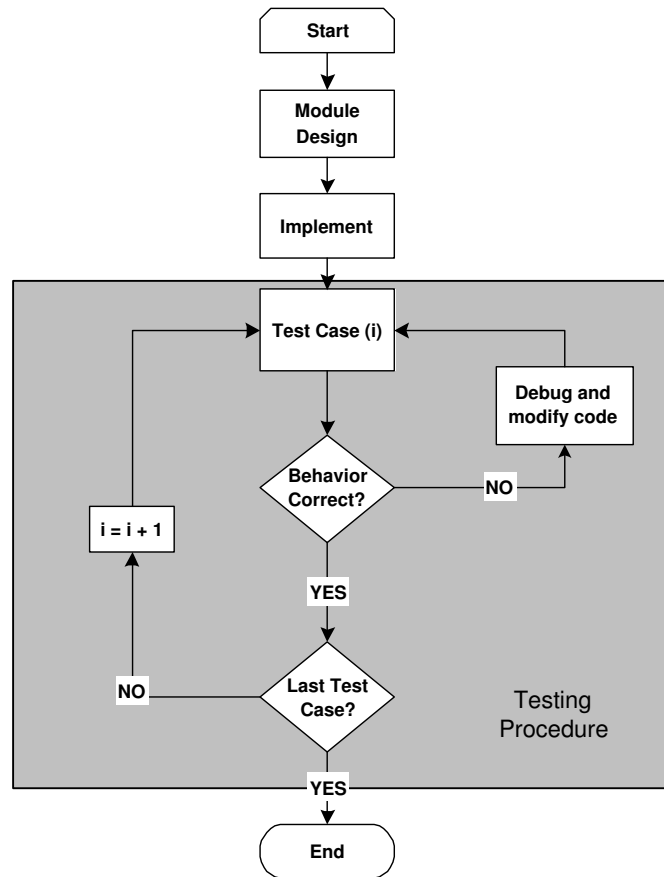 Start
Module
Design
Implement
Test Case (i)
Debug and
modify code
Behavior
Correct?
NO
i = i + 1
YES
NO
Last Test
Case?
Testing
Procedure
YES
End